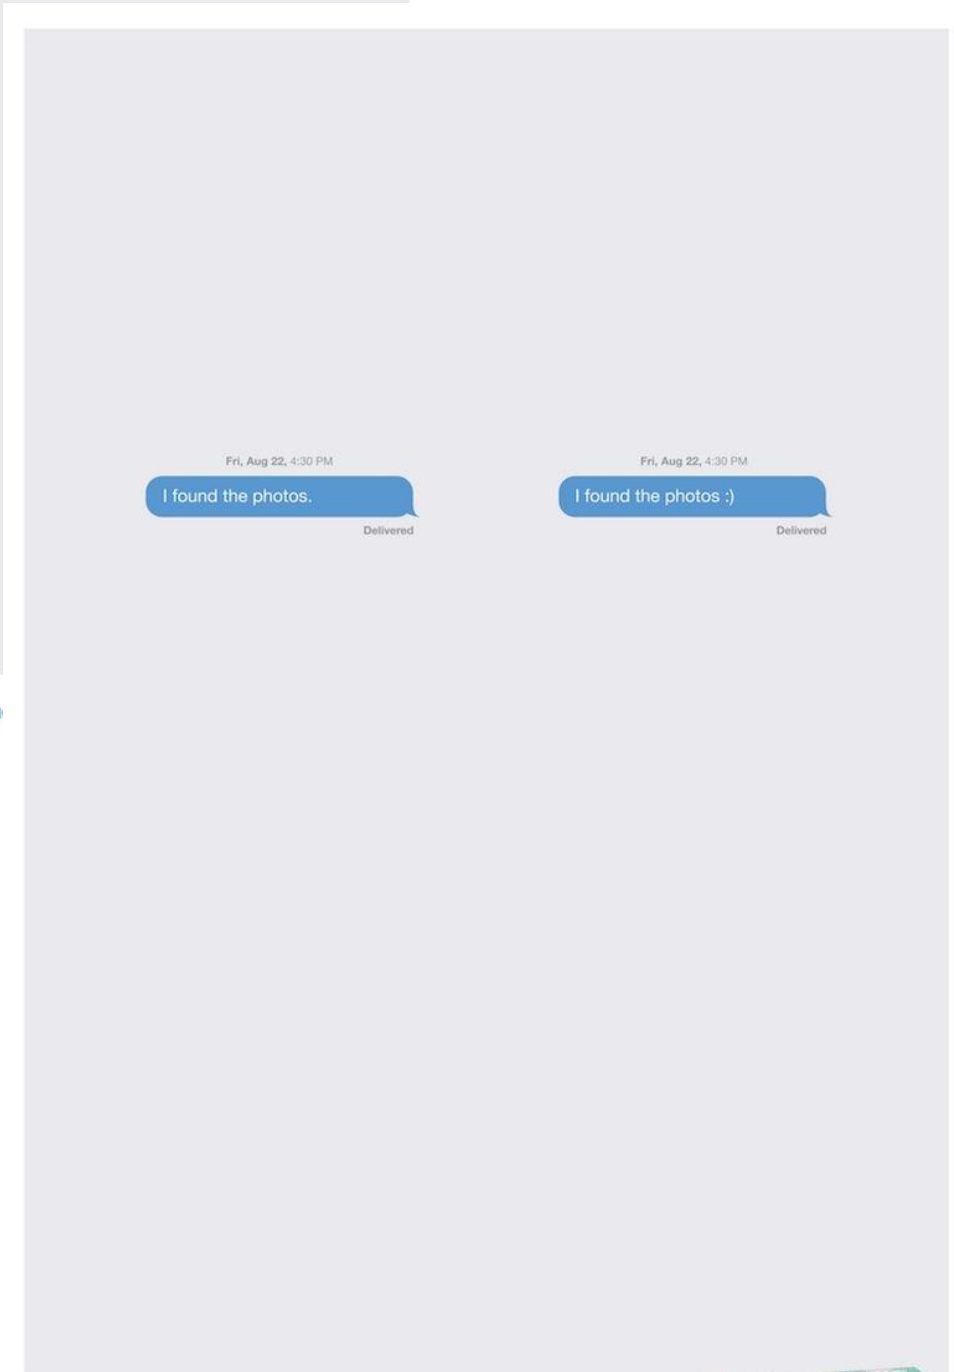 Fri, Aug 22, 4:30 PM
I found the photos.
Delivered
Fri, Aug 22, 4:30 PM
I found the photos :)
Delivered